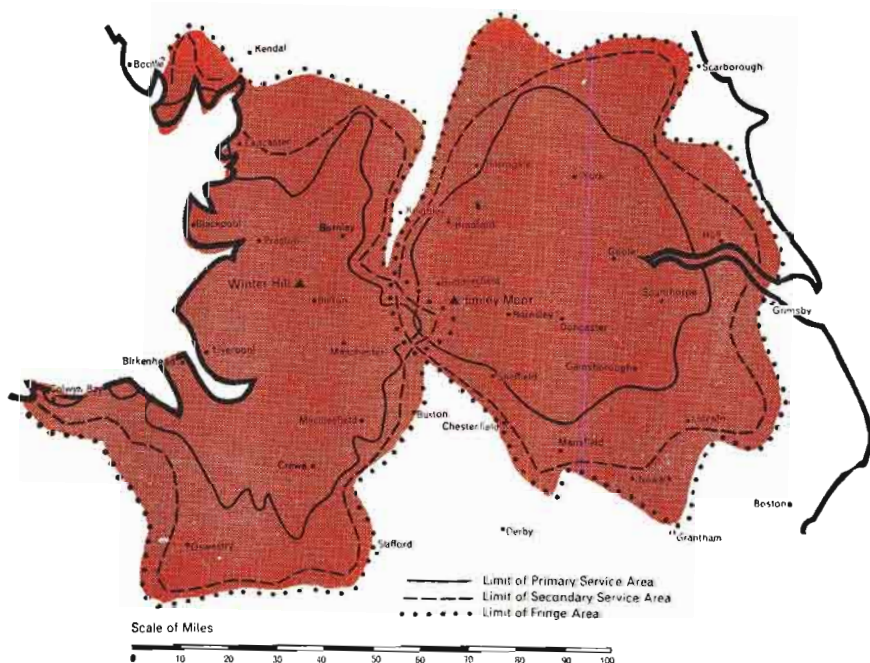 Kendal
Bootle
Scarborough
Lancaster
Harrogate
York
Keighley
Bradford
Blackpool
Preston
Burnley
Hull
Goole
Huddersfield
Winter Hill
Emley Moor
Scunthorpe
Bolton
Barnsley
Grimsby
Doncaster
Liverpool
Manchester
Birkenhead
Gainsborough
Sheffield
Colwyn Bay
Buxton
Macclesfield
Chesterfield
Lincoln
Mansfield
Crewe
Newark
Boston
Derby
Grantham
Oswestry
Stafford
Limit of Primary Service Area
Limit of Secondary Service Area
Limit of Fringe Area
Scale of Miles
0 10 20 30 40 50 60 70 80 90 100